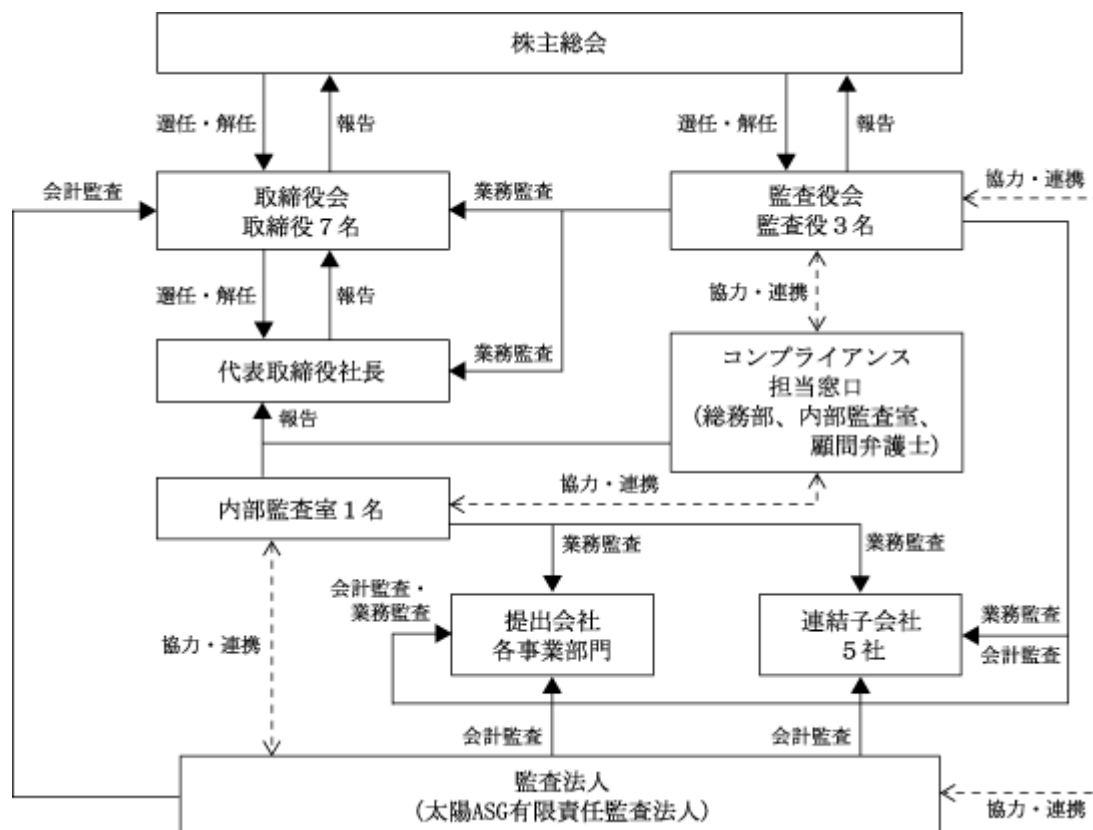 株主総会
選任・解任
報告
選任・解任
報告
会計監査
取締役会
取締役7名
業務監査
監査役会
監査役3名
協力・連携
選任・解任
報告
協力・連携
代表取締役社長
業務監査
コンプライアンス
担当窓口
(総務部、内部監査室、
顧問弁護士)
報告
内部監査室1名
協力・連携
業務監査
業務監査
会計監査・
業務監査
提出会社
各事業部門
連結子会社
5社
業務監査
会計監査
協力・連携
会計監査
会計監査
監査法人
(太陽ASG有限責任監査法人)
協力・連携